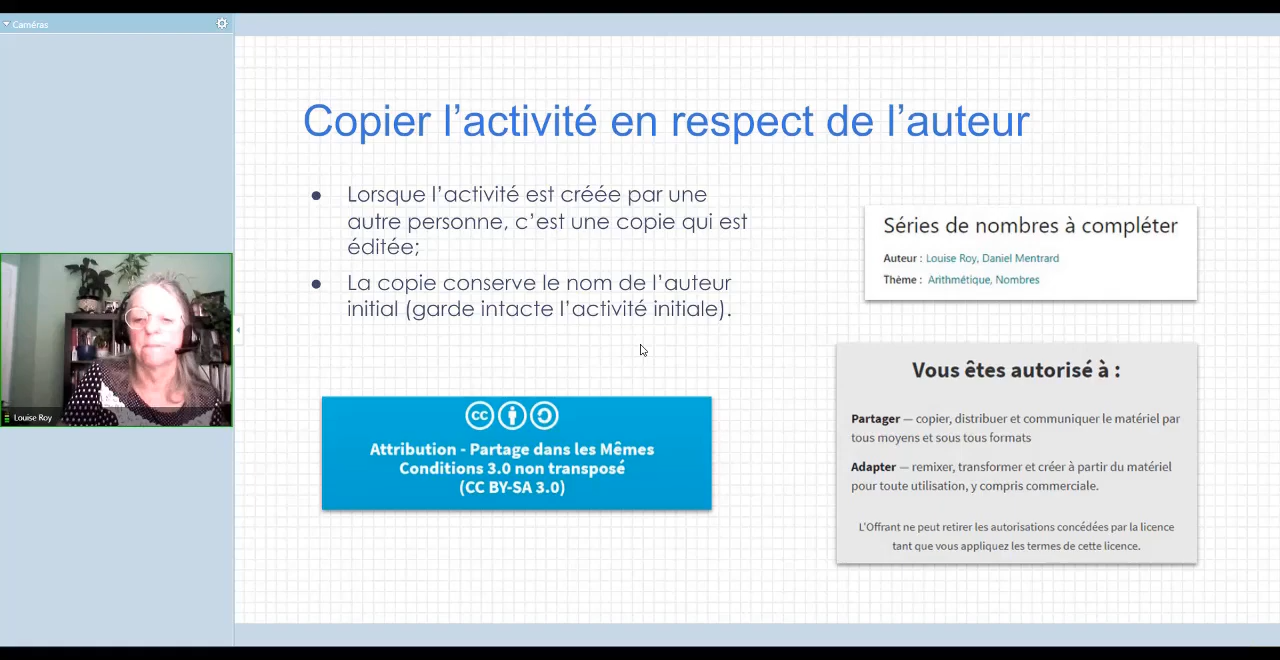 Caméras
Copier l’activité en respect de l’auteur
● Lorsque l’activité est créée par une
autre personne, c’est une copie qui est
éditée;
● La copie conserve le nom de l’auteur
initial (garde intacte l’activité initiale).
Séries de nombres à compléter
Auteur : Louise Roy, Daniel Mentrard
Thème : Arithmétique, Nombres
Louise Roy
cc
Attribution - Partage dans les Mêmes
Conditions 3.0 non transposé
(CC BY-SA 3.0)
Vous êtes autorisé à :
Partager — copier, distribuer et communiquer le matériel par
tous moyens et sous tous formats
Adapter — remixer, transformer et créer à partir du matériel
pour toute utilisation, y compris commerciale.
L’Offrant ne peut retirer les autorisations concédées par la licence
tant que vous appliquez les termes de cette licence.